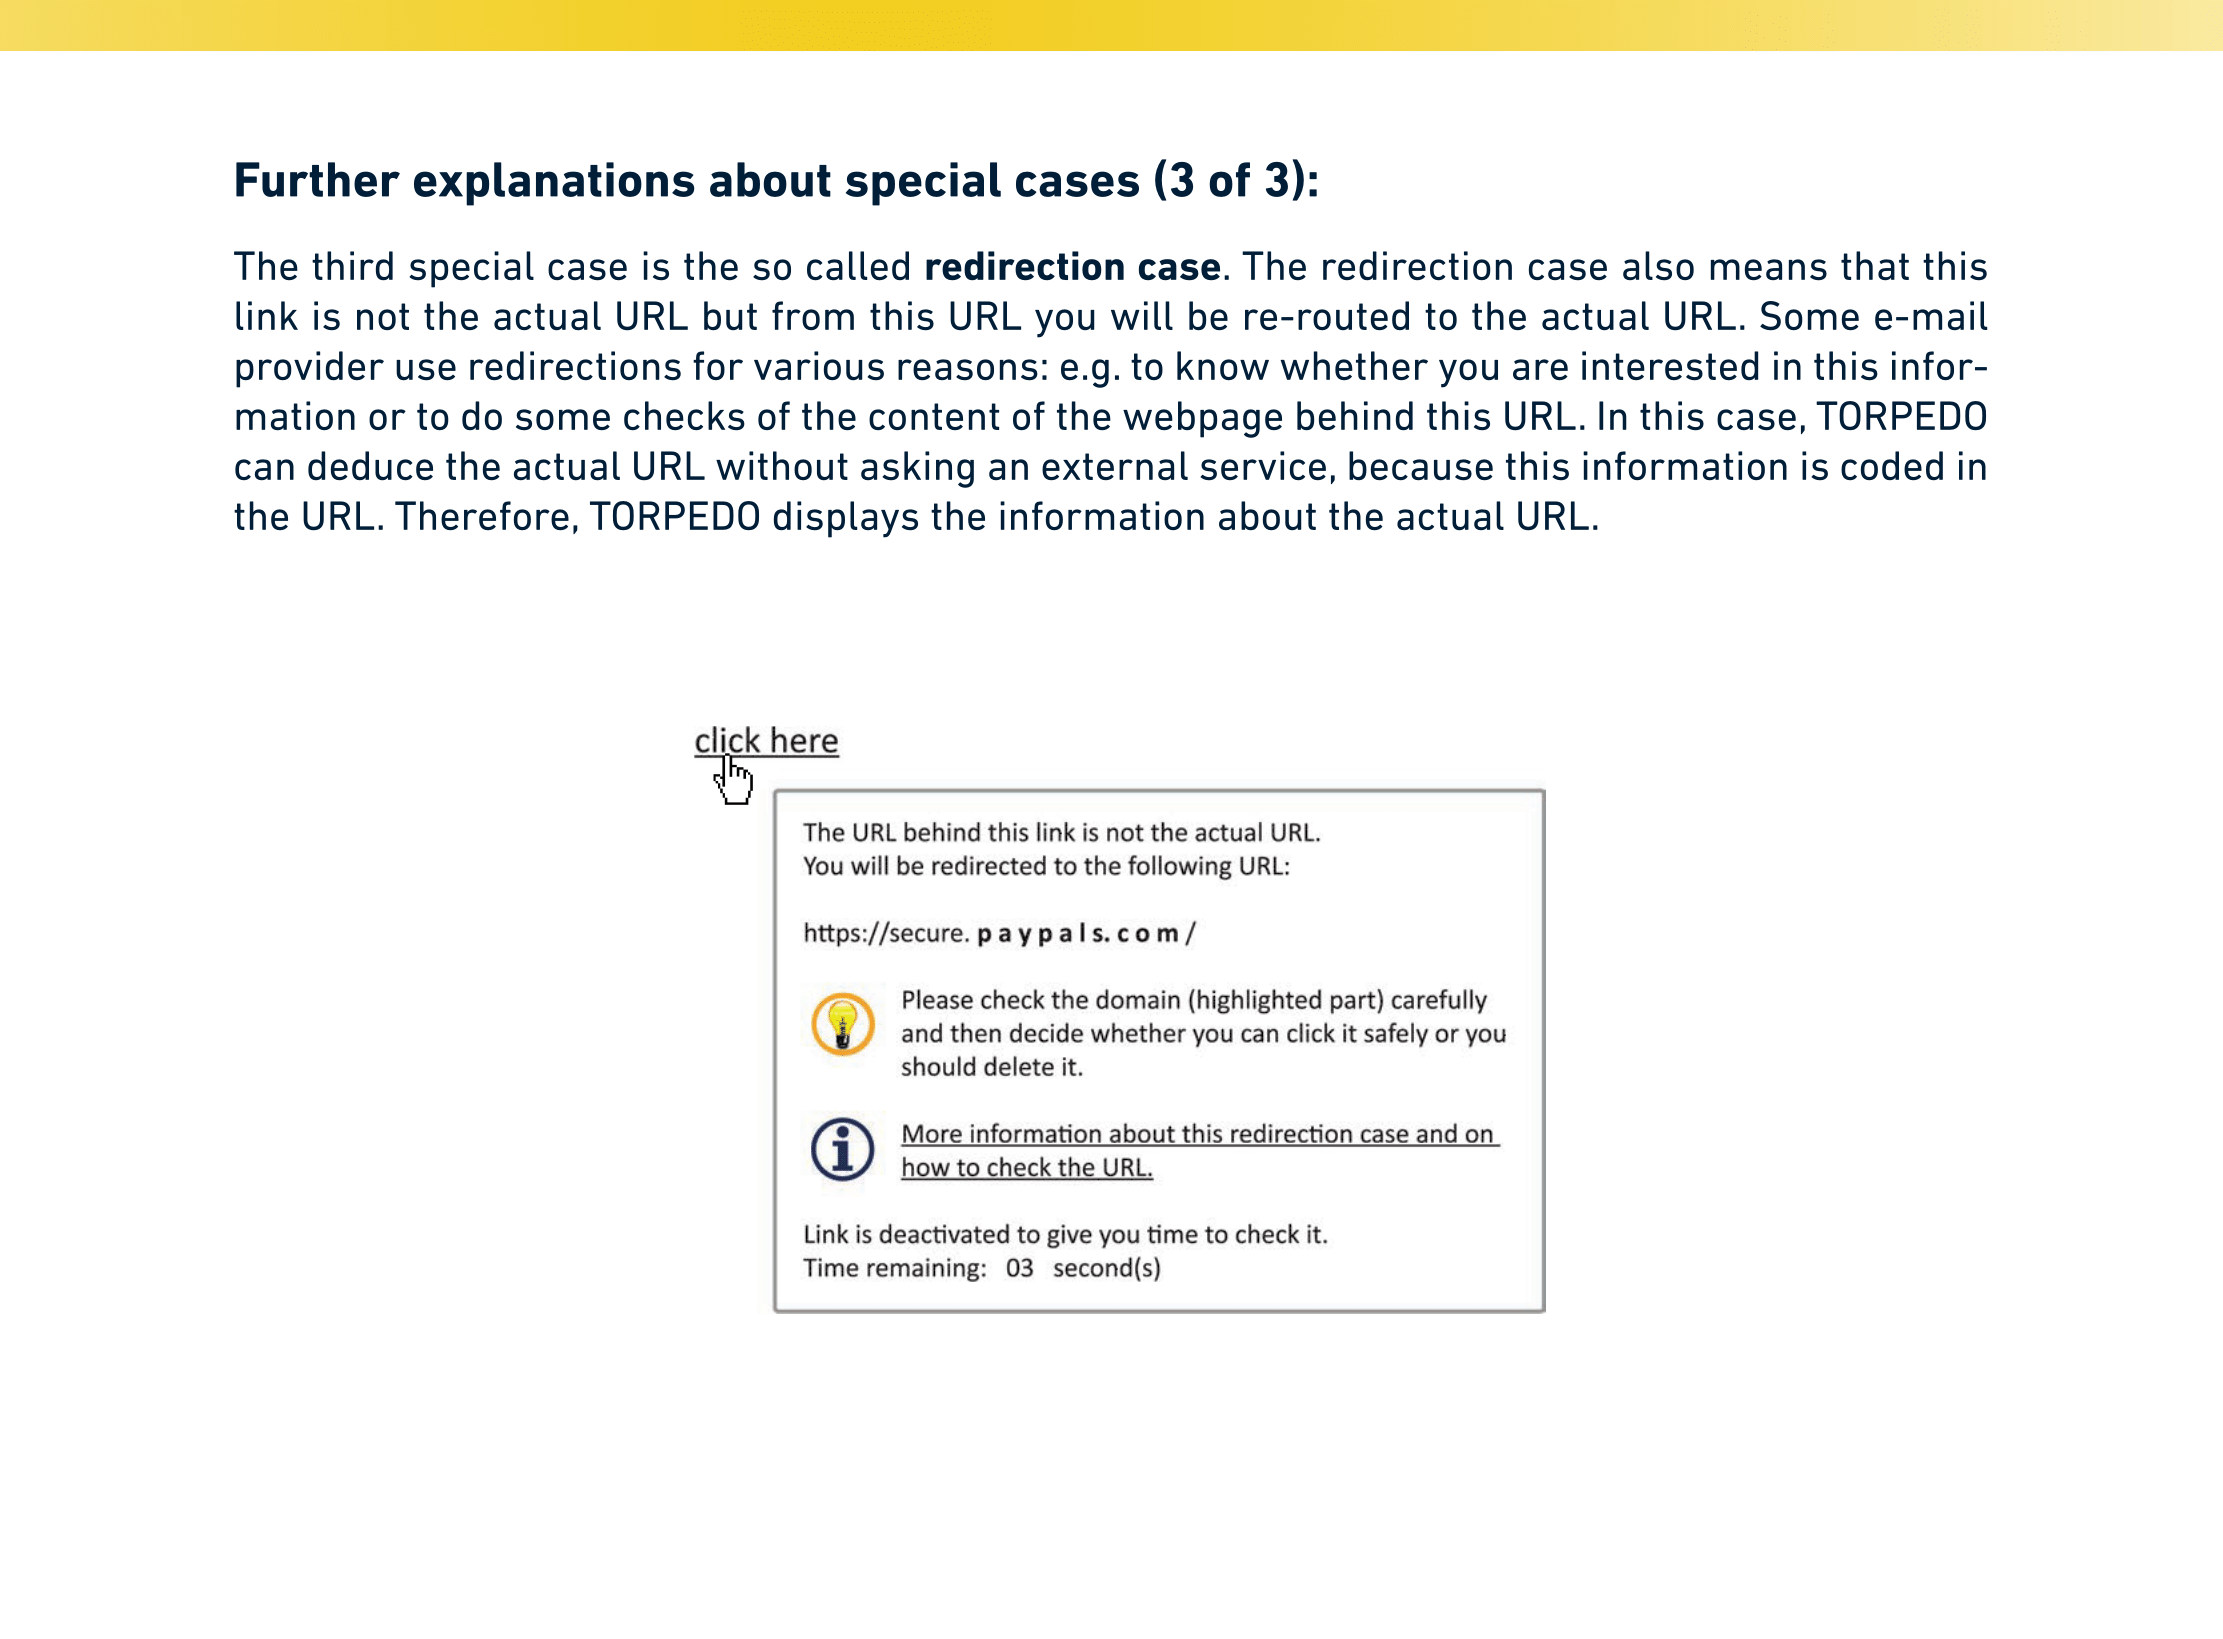 Further explanations about special cases (3 of 3):
The third special case is the so called redirection case. The redirection case also means that this
link is not the actual URL but from this URL you will be re-routed to the actual URL. Some e-mail
provider use redirections for various reasons: e.g. to know whether you are interested in this infor-
mation or to do some checks of the content of the webpage behind this URL. In this case, TORPEDO
can deduce the actual URL without asking an external service, because this information is coded in
the URL. Therefore, TORPEDO displays the information about the actual URL.
click here
The URL behind this link is not the actual URL.
You will be redirected to the following URL:
https://secure. p a y p a l s. c o m /
Please check the domain (highlighted part) carefully
and then decide whether you can click it safely or you
should delete it.
More information about this redirection case and on
how to check the URL.
Link is deactivated to give you time to check it.
Time remaining: 03 second(s)